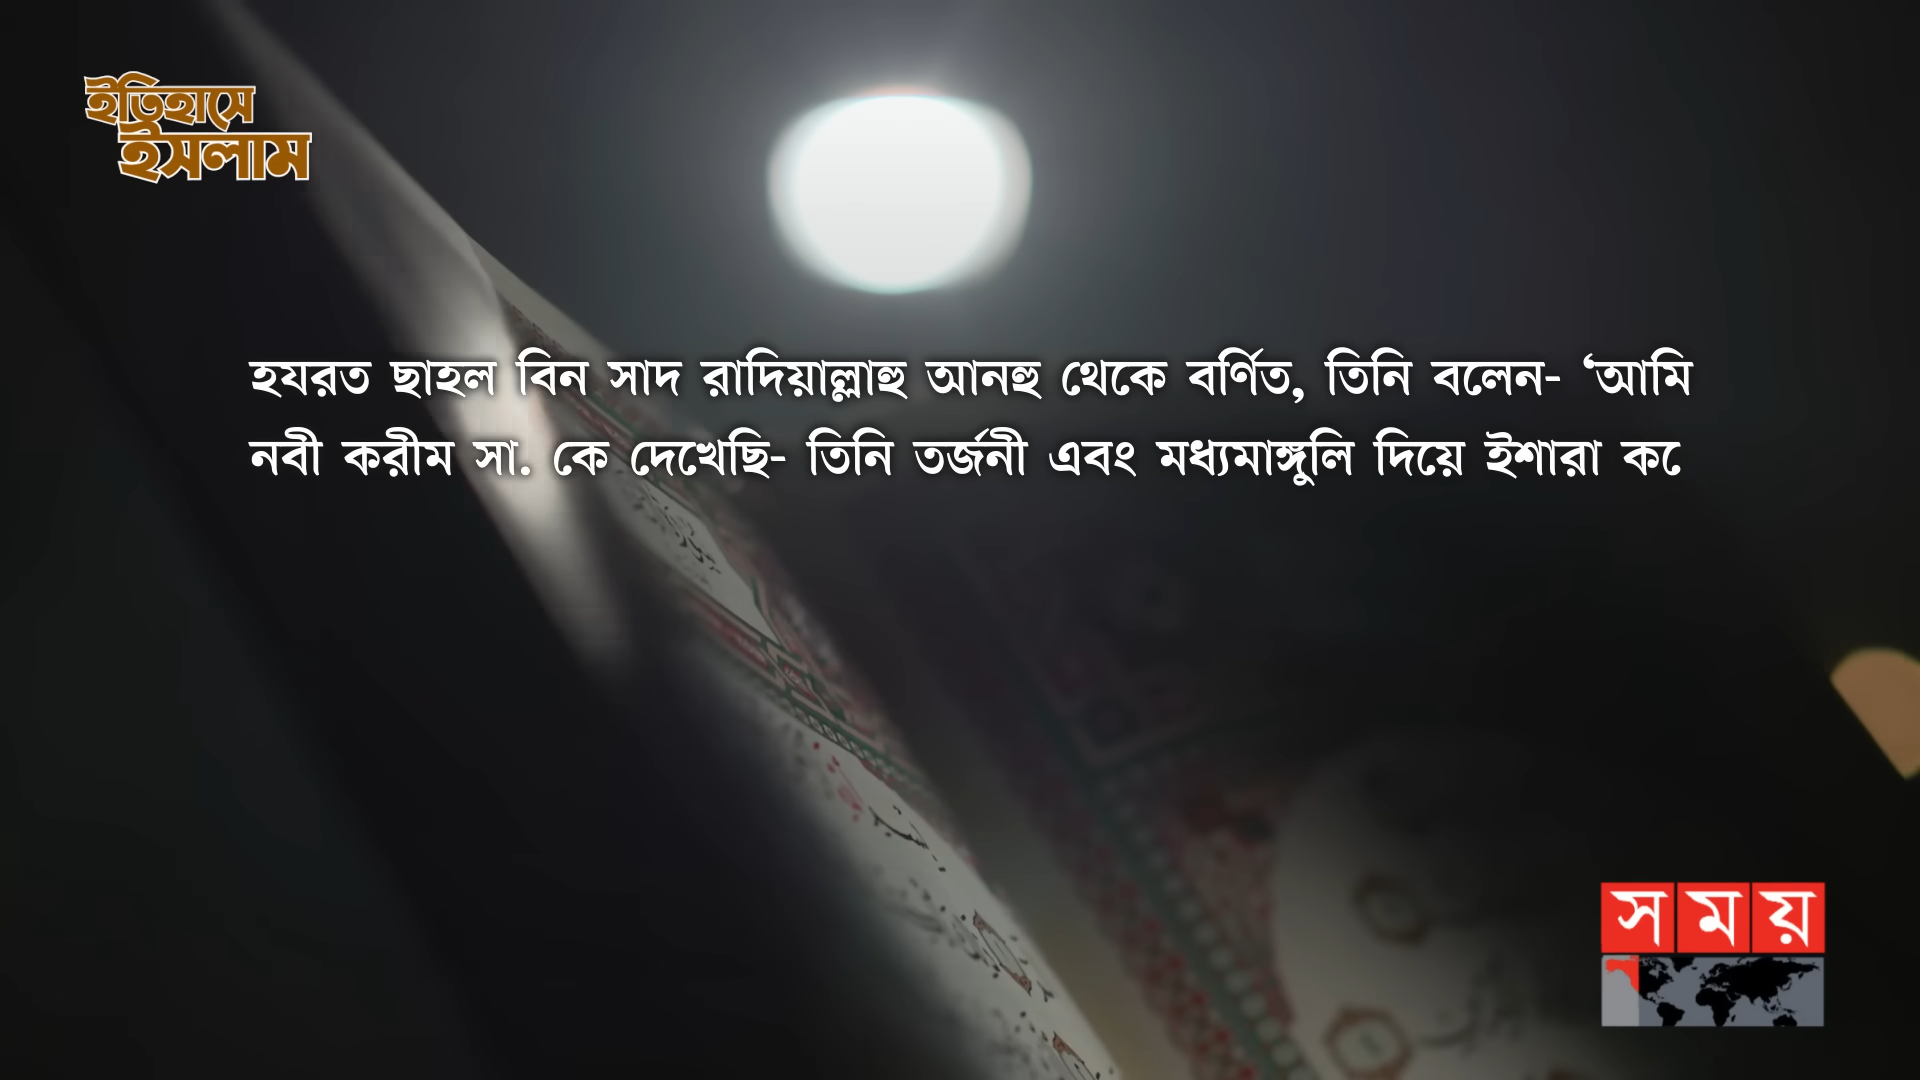 ইতিহাসে
ইসলাম
হযরত ছাহল বিন সাদ রাদিয়াল্লাহু আনহু থেকে বর্ণিত, তিনি বলেন- ‘আমি
নবী করীম সা. কে দেখেছি- তিনি তর্জনী এবং মধ্যমাঙ্গুলি দিয়ে ইশারা কে
সময়